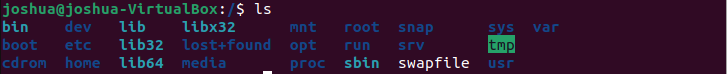 joshua@joshua-VirtualBox:/$ ls
bin dev lib libx32 mnt root snap sys var
boot etc lib32 lost+found opt run srv tmp
cdrom home lib64 media proc sbin swapfile usr